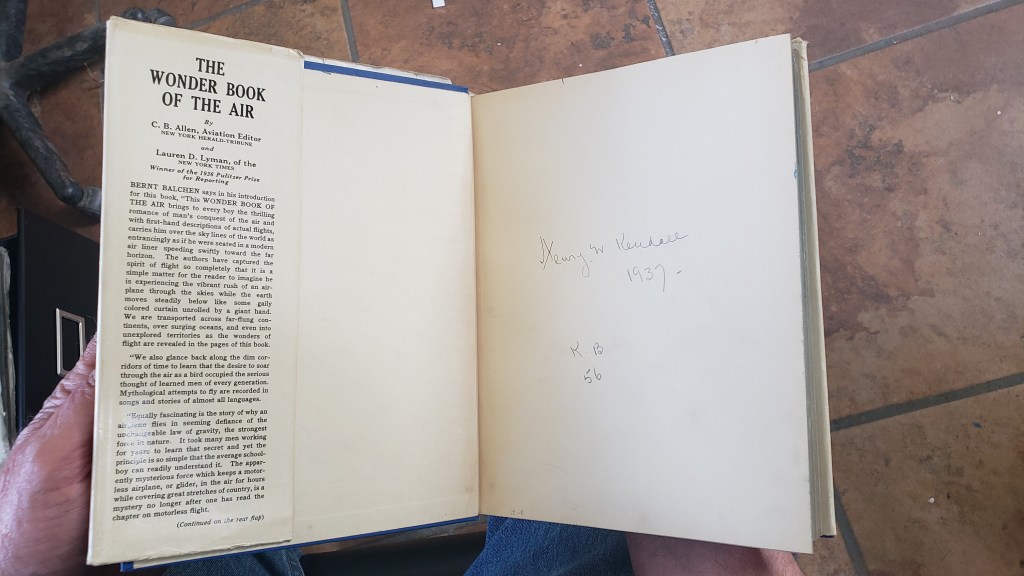 THE
WONDER BOOK
OF THE AIR
By
C. B. Allen, Aviation Editor
NEW YORK HERALD-TRIBUNE
and
Lauren D. Lyman, of the
NEW YORK TIMES
Winner of the 1936 Pulitzer Prize
for Reporting
BERNT BALCHEN says in his introduction
for this book, "This WONDER BOOK OF
THE AIR brings to every boy the thrilling
romance of man's conquest of the air and
with first-hand descriptions of actual flights,
carries him over the sky lines of the world as
entrancingly as if he were seated in a modern
air liner speeding swiftly toward the far
horizon. The authors have captured the
spirit of flight so completely that it is a
simple matter for the reader to imagine he
is experiencing the vibrant rush of an air-
plane through the skies while the earth
moves steadily below like some gaily
colored curtain unrolled by a giant hand.
We are transported across far-flung con-
tinents, over surging oceans, and even into
unexplored territories as the wonders of
flight are revealed in the pages of this book.
"We also glance back along the dim cor-
ridors of time to learn that the desire to soar
through the air as a bird occupied the serious
thought of learned men of every generation.
Mythological attempts to fly are recorded in
songs and stories of almost all languages.
"Equally fascinating is the story of why an
airplane flies in seeming defiance of the
unchangeable law of gravity, the strongest
force in nature. It took many men working
for years to learn that secret and yet the
principle is so simple that the average school-
boy can readily understand it. The appar-
ently mysterious force which keeps a motor-
less airplane, or glider, in the air for hours
while covering great stretches of country, is a
mystery no longer after one has read the
chapter on motorless flight.
(Continued on the rear flap)
Henry W Kendall
1937 -
K B
56